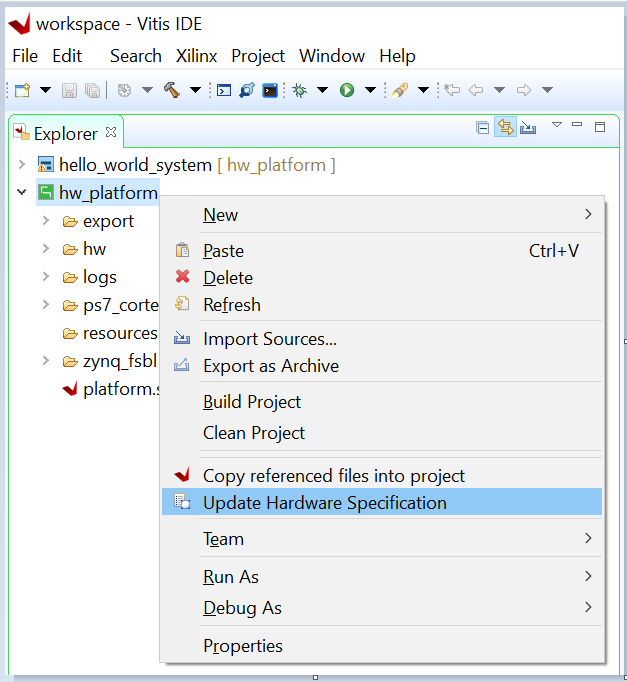 workspace - Vitis IDE
File Edit Search Xilinx Project Window Help
Explorer
hello_world_system [ hw_platform ]
hw_platform
export
hw
logs
ps7_corte
resources
zynq_fsbl
platform.s
New
Paste Ctrl+V
Delete
Refresh
Import Sources...
Export as Archive
Build Project
Clean Project
Copy referenced files into project
Update Hardware Specification
Team
Run As
Debug As
Properties